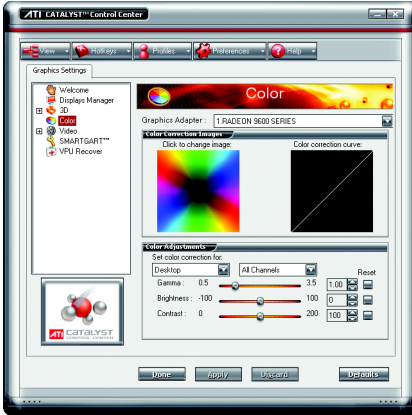 ATI CATALYST™ Control Center
View Hotkeys Profiles Preferences Help
Graphics Settings
Welcome
Displays Manager
3D
Color
Video
SMARTGART™
VPU Recover
Color
Graphics Adapter : 1.RADEON 9600 SERIES
Color Correction Images
Click to change image: Color correction curve:
Color Adjustments
Set color correction for:
Desktop All Channels Reset
Gamma : 0.5 3.5 1.00
Brightness : -100 100 0
Contrast : 0 200 100
ATI CATALYST
CONTROL CENTER
Done Apply Discard Defaults